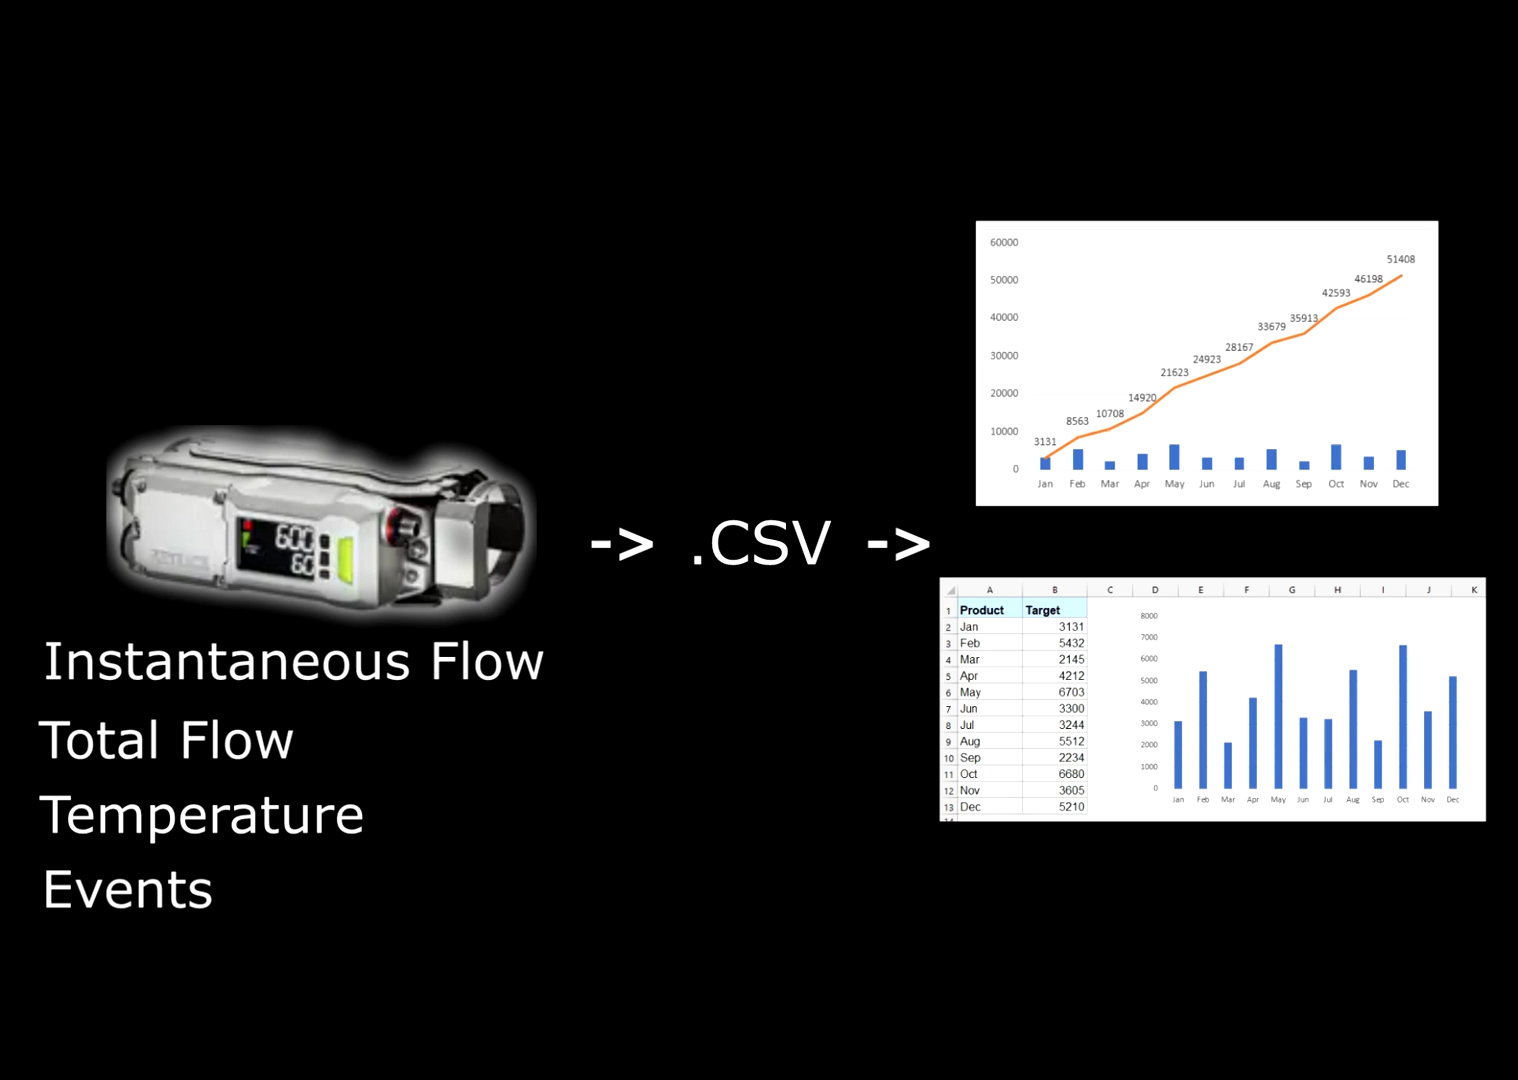 60000
50000
40000
30000
20000
10000
0
3131
8563
10708
14920
21623
24923
28167
33679
35913
42593
46198
51408
Jan Feb Mar Apr May Jun Jul Aug Sep Oct Nov Dec
600
60
-> .CSV ->
Instantaneous Flow
Total Flow
Temperature
Events
A B C D E F G H I J K
1 Product Target
2 Jan 3131
3 Feb 5432
4 Mar 2145
5 Apr 4212
6 May 6703
7 Jun 3300
8 Jul 3244
9 Aug 5512
10 Sep 2234
11 Oct 6680
12 Nov 3605
13 Dec 5210
14
8000
7000
6000
5000
4000
3000
2000
1000
0
Jan Feb Mar Apr May Jun Jul Aug Sep Oct Nov Dec